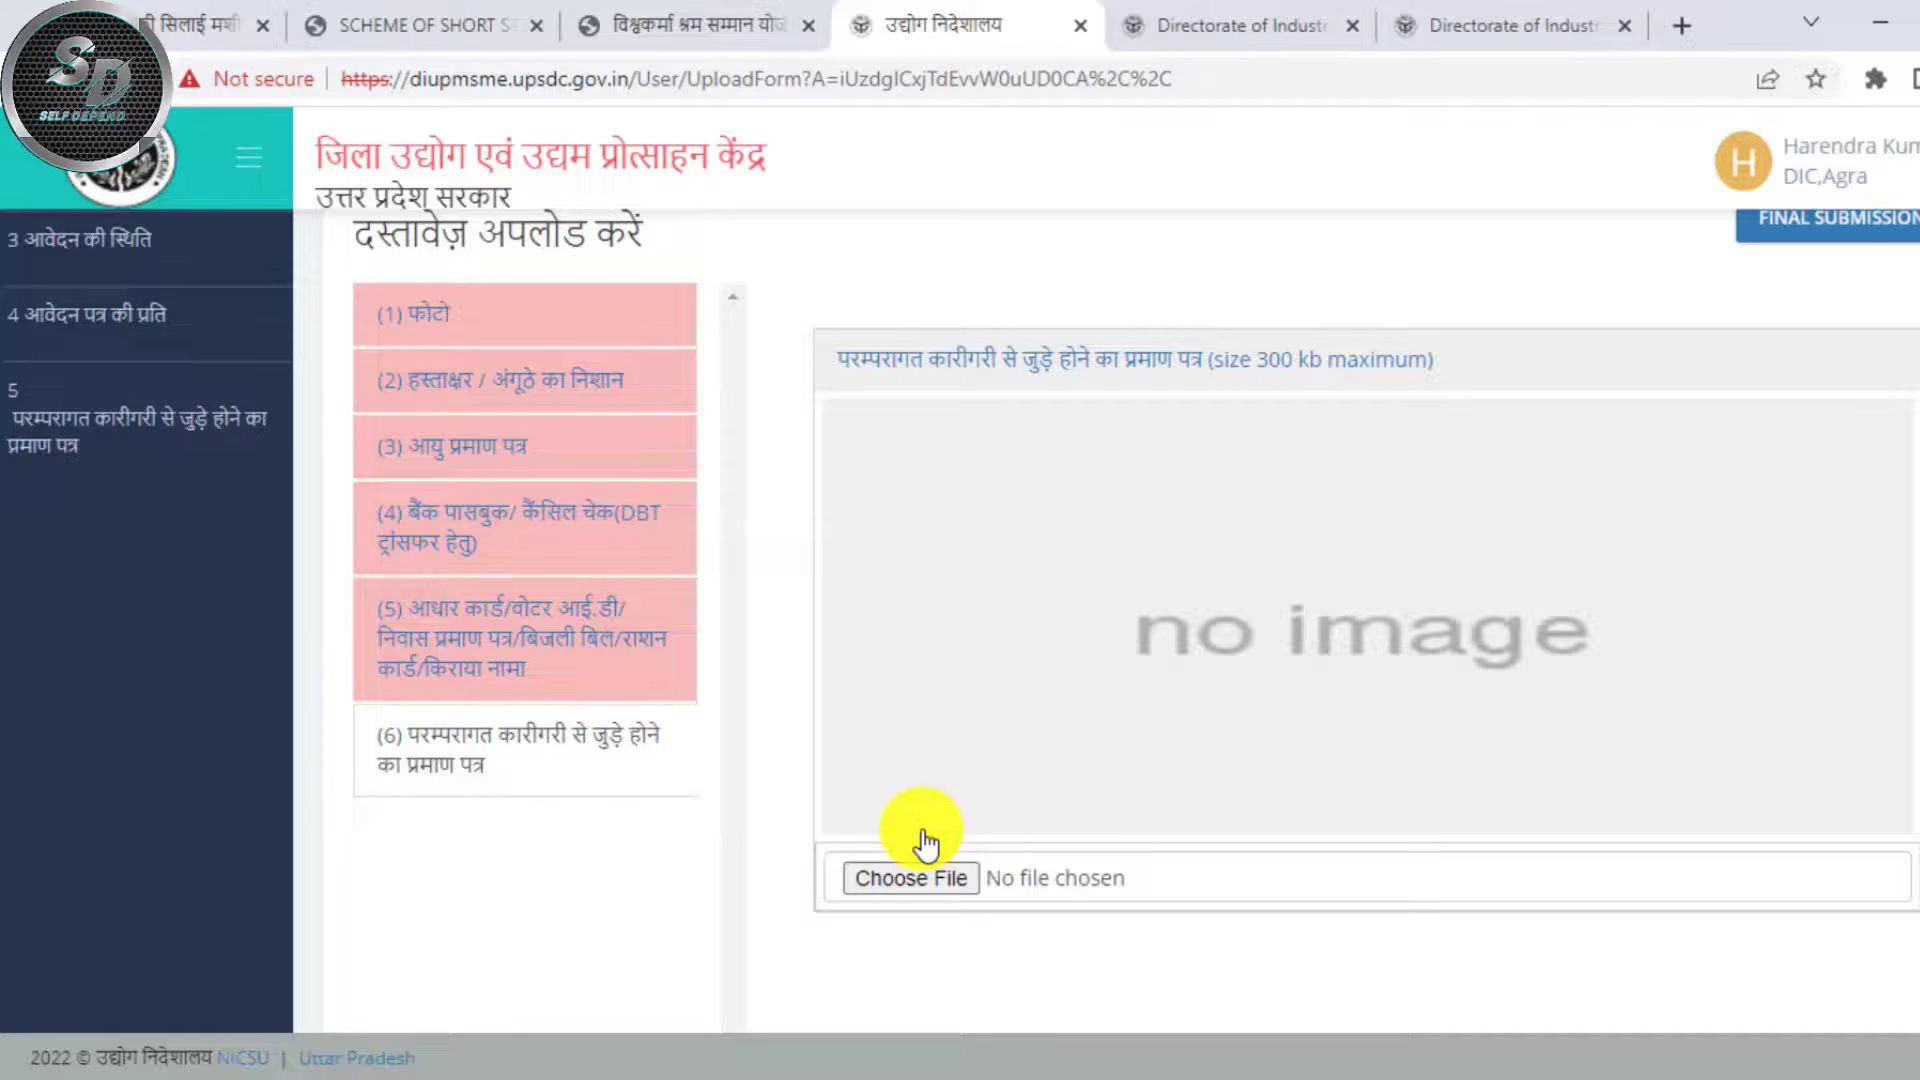 सिलाई मशी
SCHEME OF SHORT S
विश्वकर्मा श्रम सम्मान योज
उद्योग निदेशालय
Directorate of Industr
Directorate of Industr
Not secure
https://diupmsme.upsdc.gov.in/User/UploadForm?A=iUzdgICxjTdEvvW0uUD0CA%2C%2C
SD
SELF DEPEND
जिला उद्योग एवं उद्यम प्रोत्साहन केंद्र
उत्तर प्रदेश सरकार
H
Harendra Kum
DIC,Agra
3 आवेदन की स्थिति
4 आवेदन पत्र की प्रति
5
परम्परागत कारीगरी से जुड़े होने का
प्रमाण पत्र
दस्तावेज़ अपलोड करें
FINAL SUBMISSION
(1) फोटो
(2) हस्ताक्षर / अंगूठे का निशान
(3) आयु प्रमाण पत्र
(4) बैंक पासबुक/ कैंसिल चेक(DBT
ट्रांसफर हेतु)
(5) आधार कार्ड/वोटर आई.डी/
निवास प्रमाण पत्र/बिजली बिल/राशन
कार्ड/किराया नामा
(6) परम्परागत कारीगरी से जुड़े होने
का प्रमाण पत्र
परम्परागत कारीगरी से जुड़े होने का प्रमाण पत्र (size 300 kb maximum)
no image
Choose File No file chosen
2022 © उद्योग निदेशालय NICSU | Uttar Pradesh